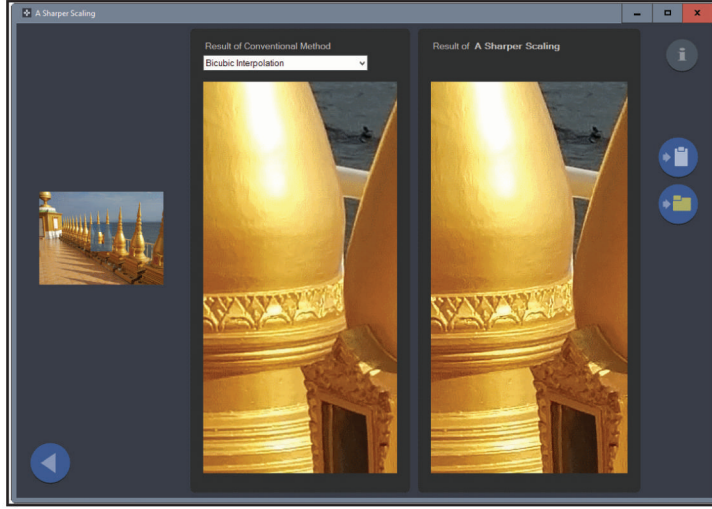 A Sharper Scaling
Result of Conventional Method
Bicubic Interpolation
Result of A Sharper Scaling